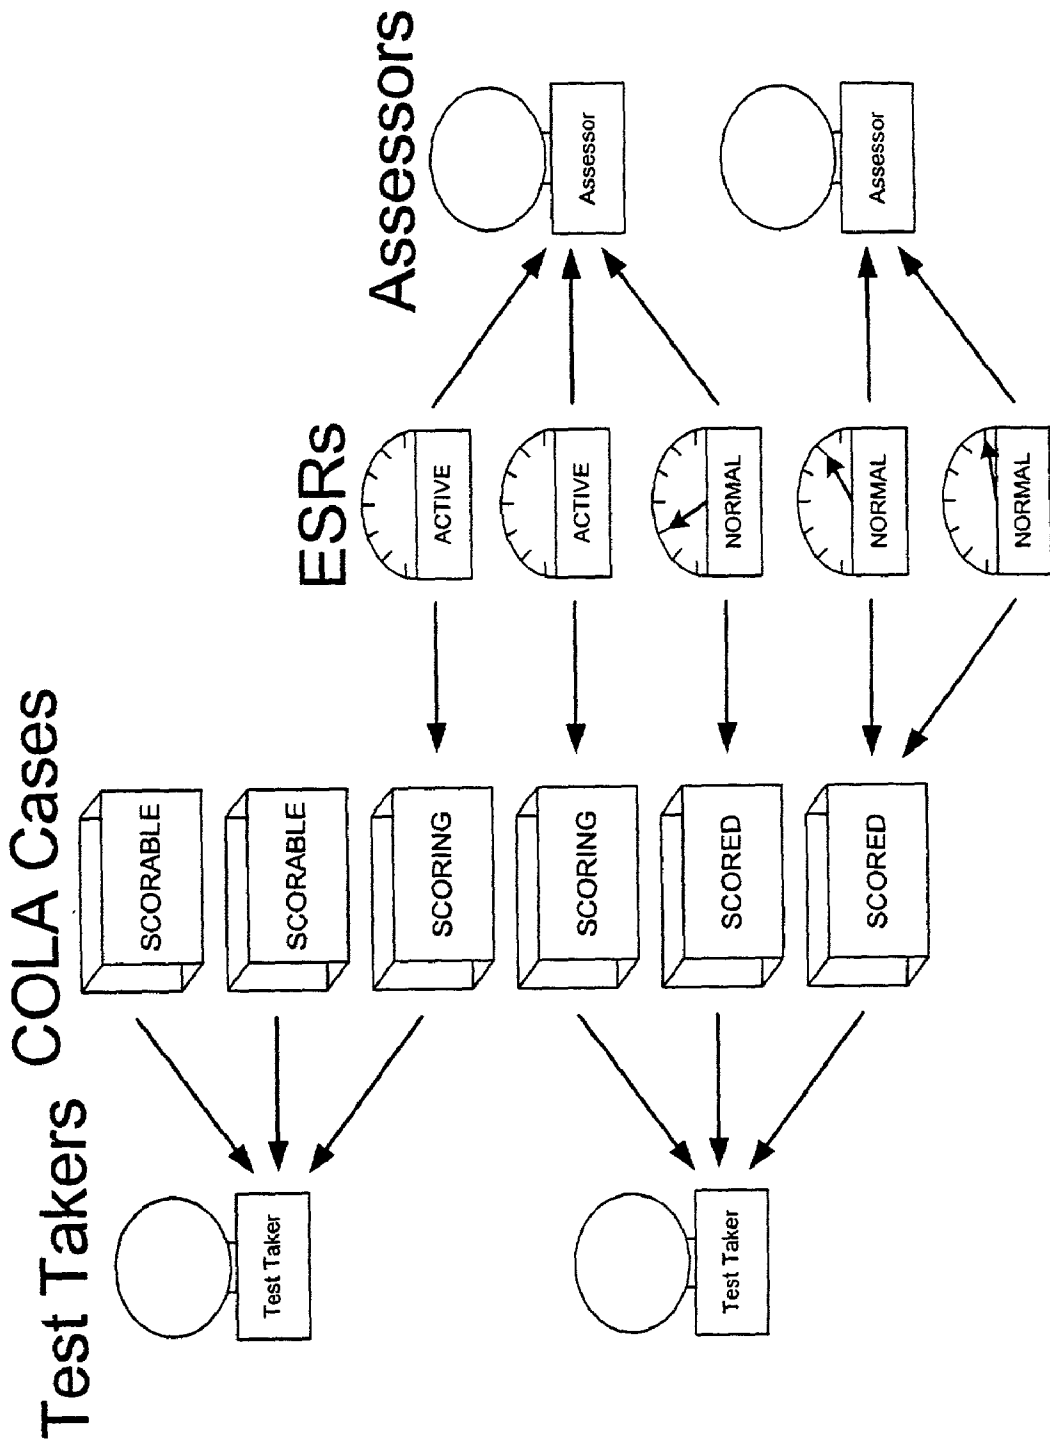 Test Takers
COLA Cases
ESRs
Assessors
Test Taker
Test Taker
SCORABLE
SCORABLE
SCORING
SCORING
SCORED
SCORED
ACTIVE
ACTIVE
NORMAL
NORMAL
NORMAL
Assessor
Assessor